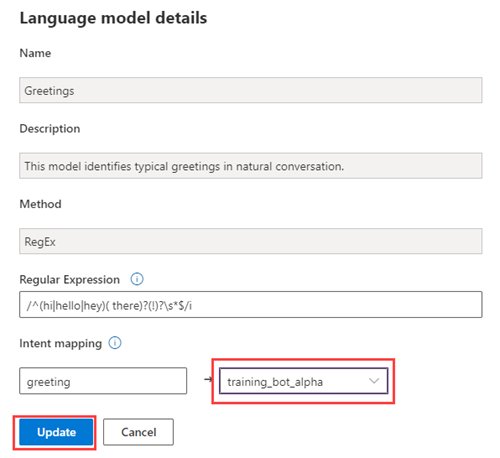 Language model details
Name
Greetings
Description
This model identifies typical greetings in natural conversation.
Method
RegEx
Regular Expression
/^(hi|hello|hey)( there)?(!)?\s*$/i
Intent mapping
greeting → training_bot_alpha
Update Cancel